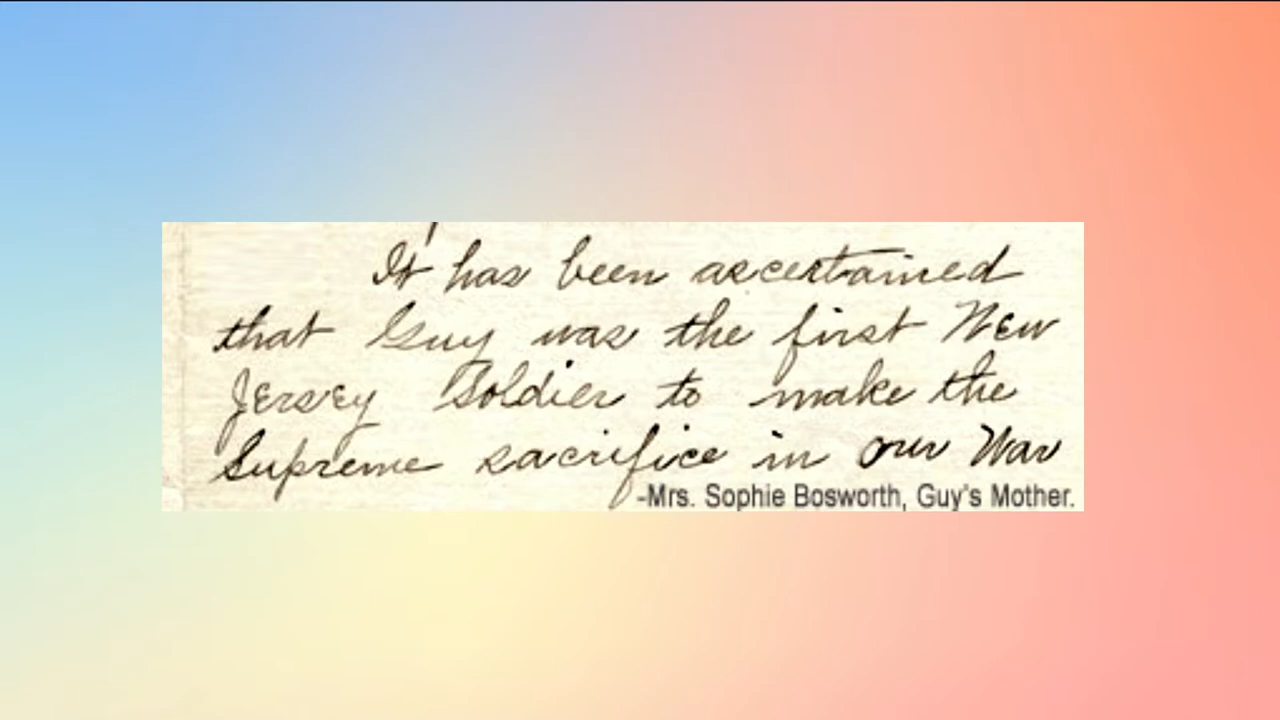 It has been ascertained
that Guy was the first New
Jersey Soldier to make the
Supreme sacrifice in our War
-Mrs. Sophie Bosworth, Guy's Mother.